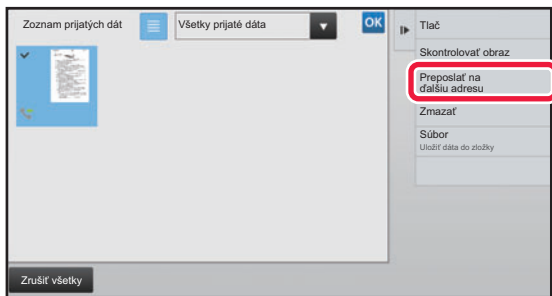 Zoznam prijatých dát
Všetky prijaté dáta
OK
Tlač
Skontrolovať obraz
Preposlať na
ďalšiu adresu
Zmazať
Súbor
Uložiť dáta do zložky
Zrušiť všetky